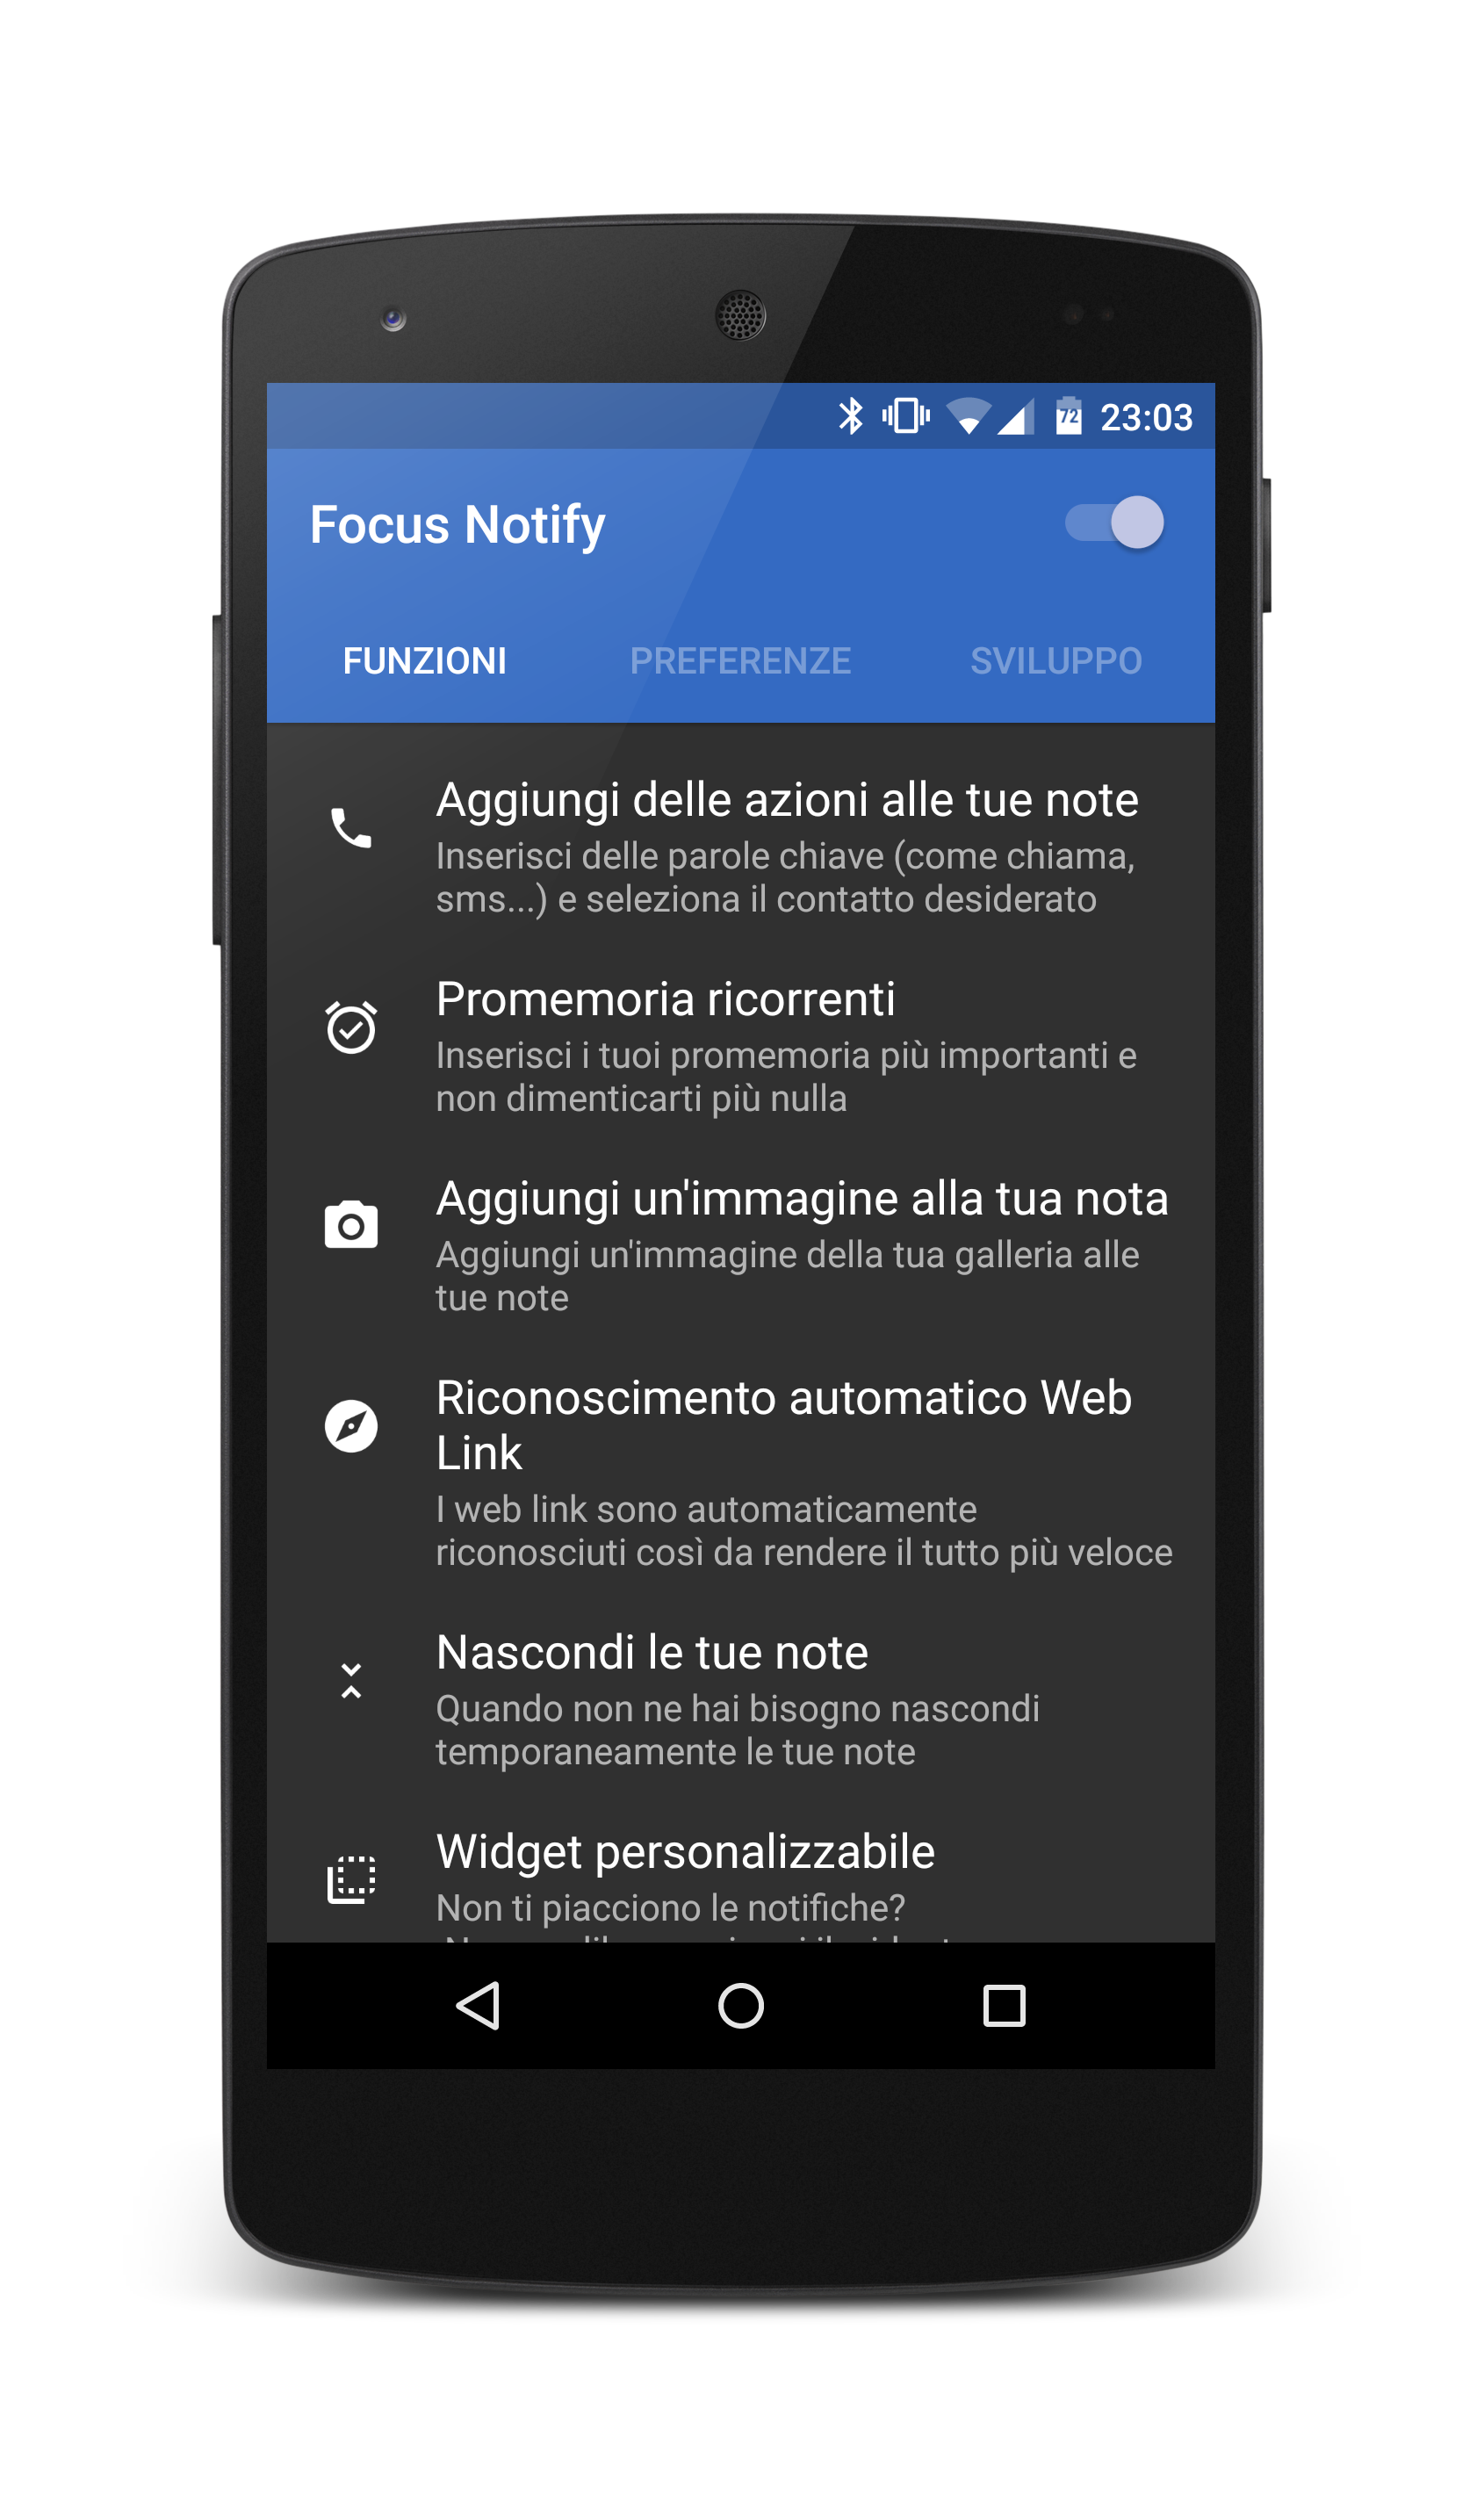 72 23:03
Focus Notify
FUNZIONI PREFERENZE SVILUPPO
Aggiungi delle azioni alle tue note
Inserisci delle parole chiave (come chiama,
sms...) e seleziona il contatto desiderato
Promemoria ricorrenti
Inserisci i tuoi promemoria più importanti e
non dimenticarti più nulla
Aggiungi un'immagine alla tua nota
Aggiungi un'immagine della tua galleria alle
tue note
Riconoscimento automatico Web
Link
I web link sono automaticamente
riconosciuti così da rendere il tutto più veloce
Nascondi le tue note
Quando non ne hai bisogno nascondi
temporaneamente le tue note
Widget personalizzabile
Non ti piacciono le notifiche?